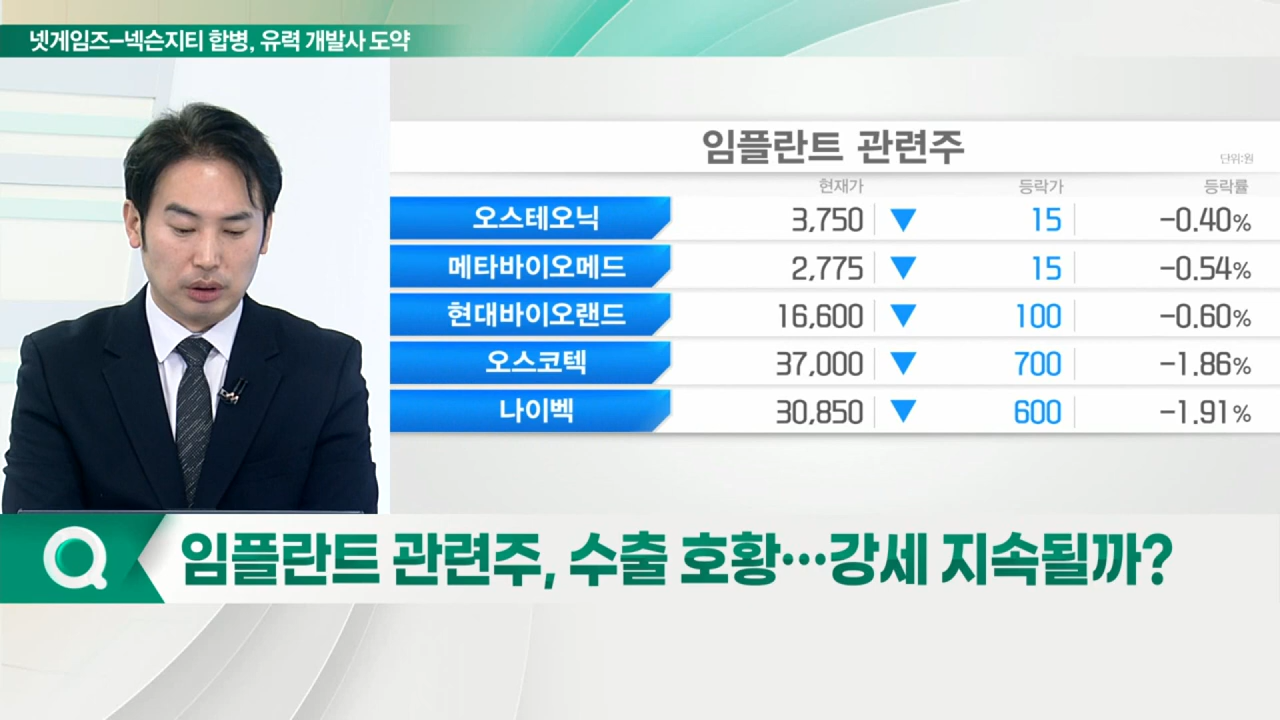 넷게임즈-넥슨지티 합병, 유력 개발사 도약
임플란트 관련주
단위:원
현재가 등락가 등락률
오스테오닉 3,750 ▼ 15 -0.40%
메타바이오메드 2,775 ▼ 15 -0.54%
현대바이오랜드 16,600 ▼ 100 -0.60%
오스코텍 37,000 ▼ 700 -1.86%
나이벡 30,850 ▼ 600 -1.91%
Q 임플란트 관련주, 수출 호황…강세 지속될까?